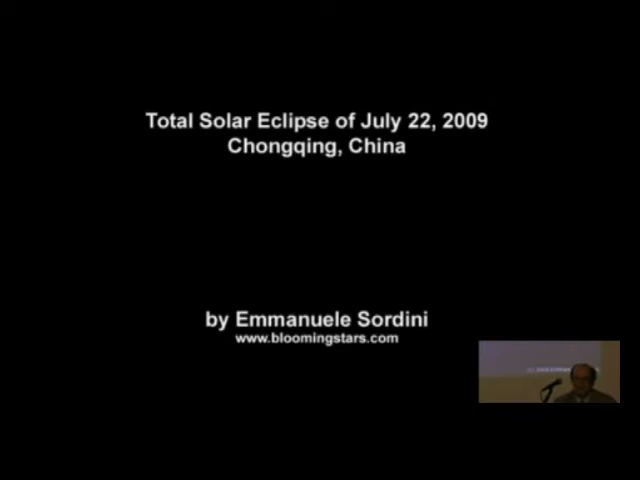 Total Solar Eclipse of July 22, 2009
Chongqing, China
by Emmanuele Sordini
www.bloomingstars.com